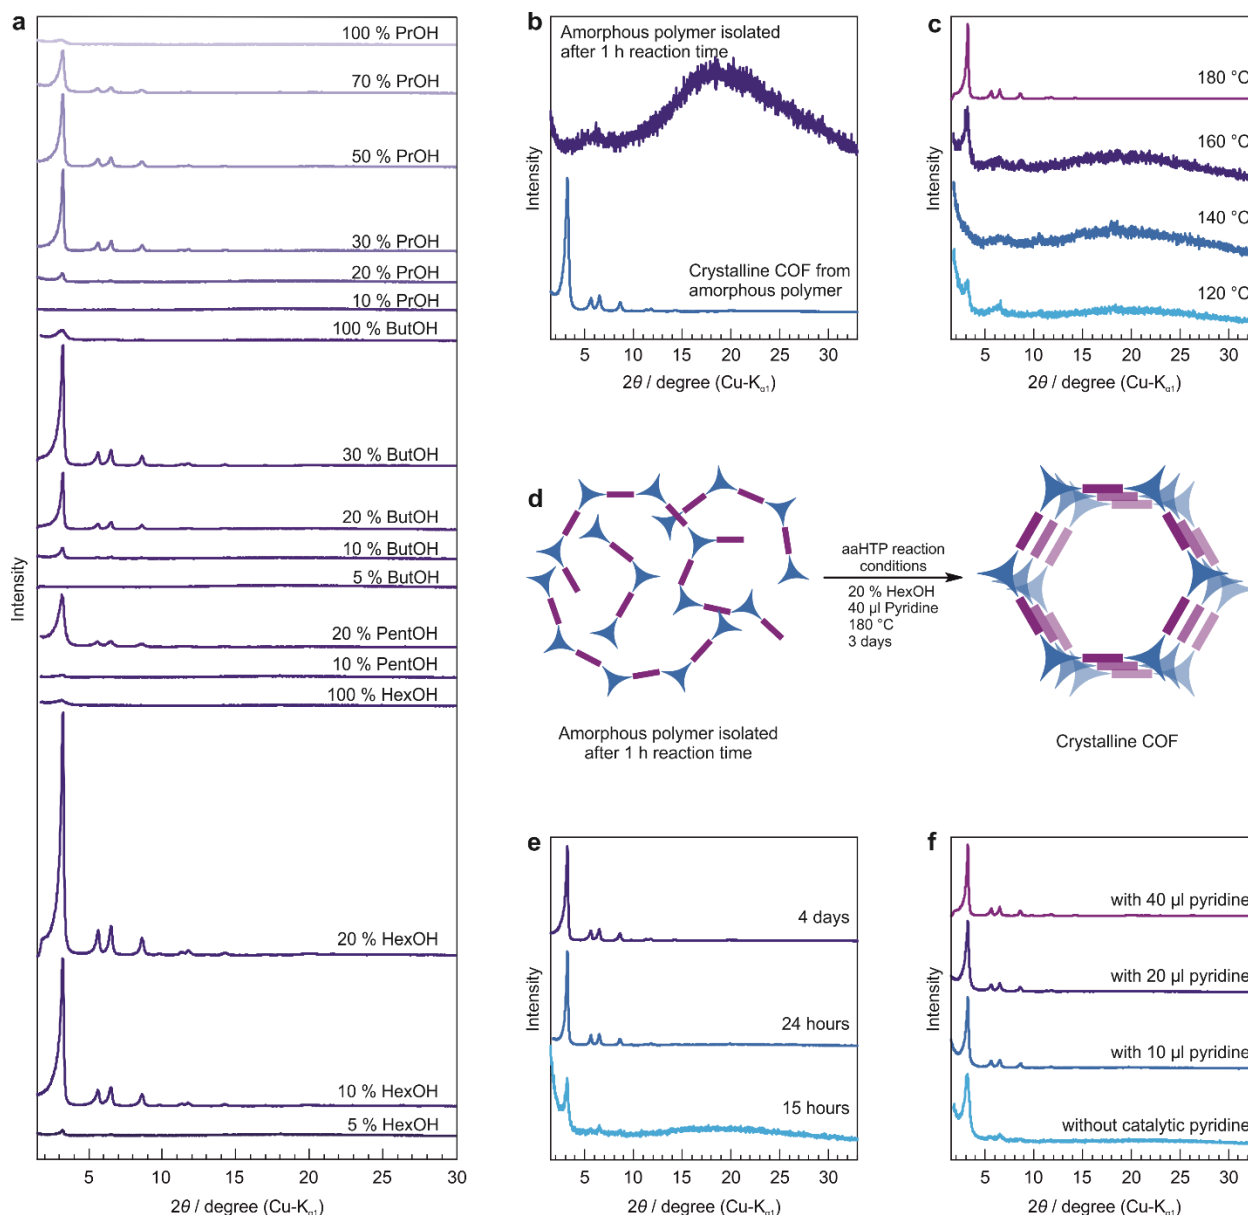 a
100 % PrOH
70 % PrOH
50 % PrOH
30 % PrOH
20 % PrOH
10 % PrOH
100 % ButOH
30 % ButOH
20 % ButOH
10 % ButOH
5 % ButOH
20 % PentOH
10 % PentOH
100 % HexOH
20 % HexOH
10 % HexOH
5 % HexOH
Intensity
5 10 15 20 25 30
2θ / degree (Cu-Kα1)
b
Amorphous polymer isolated
after 1 h reaction time
Crystalline COF from
amorphous polymer
Intensity
5 10 15 20 25 30
2θ / degree (Cu-Kα1)
c
180 °C
160 °C
140 °C
120 °C
Intensity
5 10 15 20 25 30
2θ / degree (Cu-Kα1)
d
aaHTP reaction
conditions
20 % HexOH
40 µl Pyridine
180 °C
3 days
Amorphous polymer isolated
after 1 h reaction time
Crystalline COF
e
4 days
24 hours
15 hours
Intensity
5 10 15 20 25 30
2θ / degree (Cu-Kα1)
f
with 40 µl pyridine
with 20 µl pyridine
with 10 µl pyridine
without catalytic pyridine
Intensity
5 10 15 20 25 30
2θ / degree (Cu-Kα1)